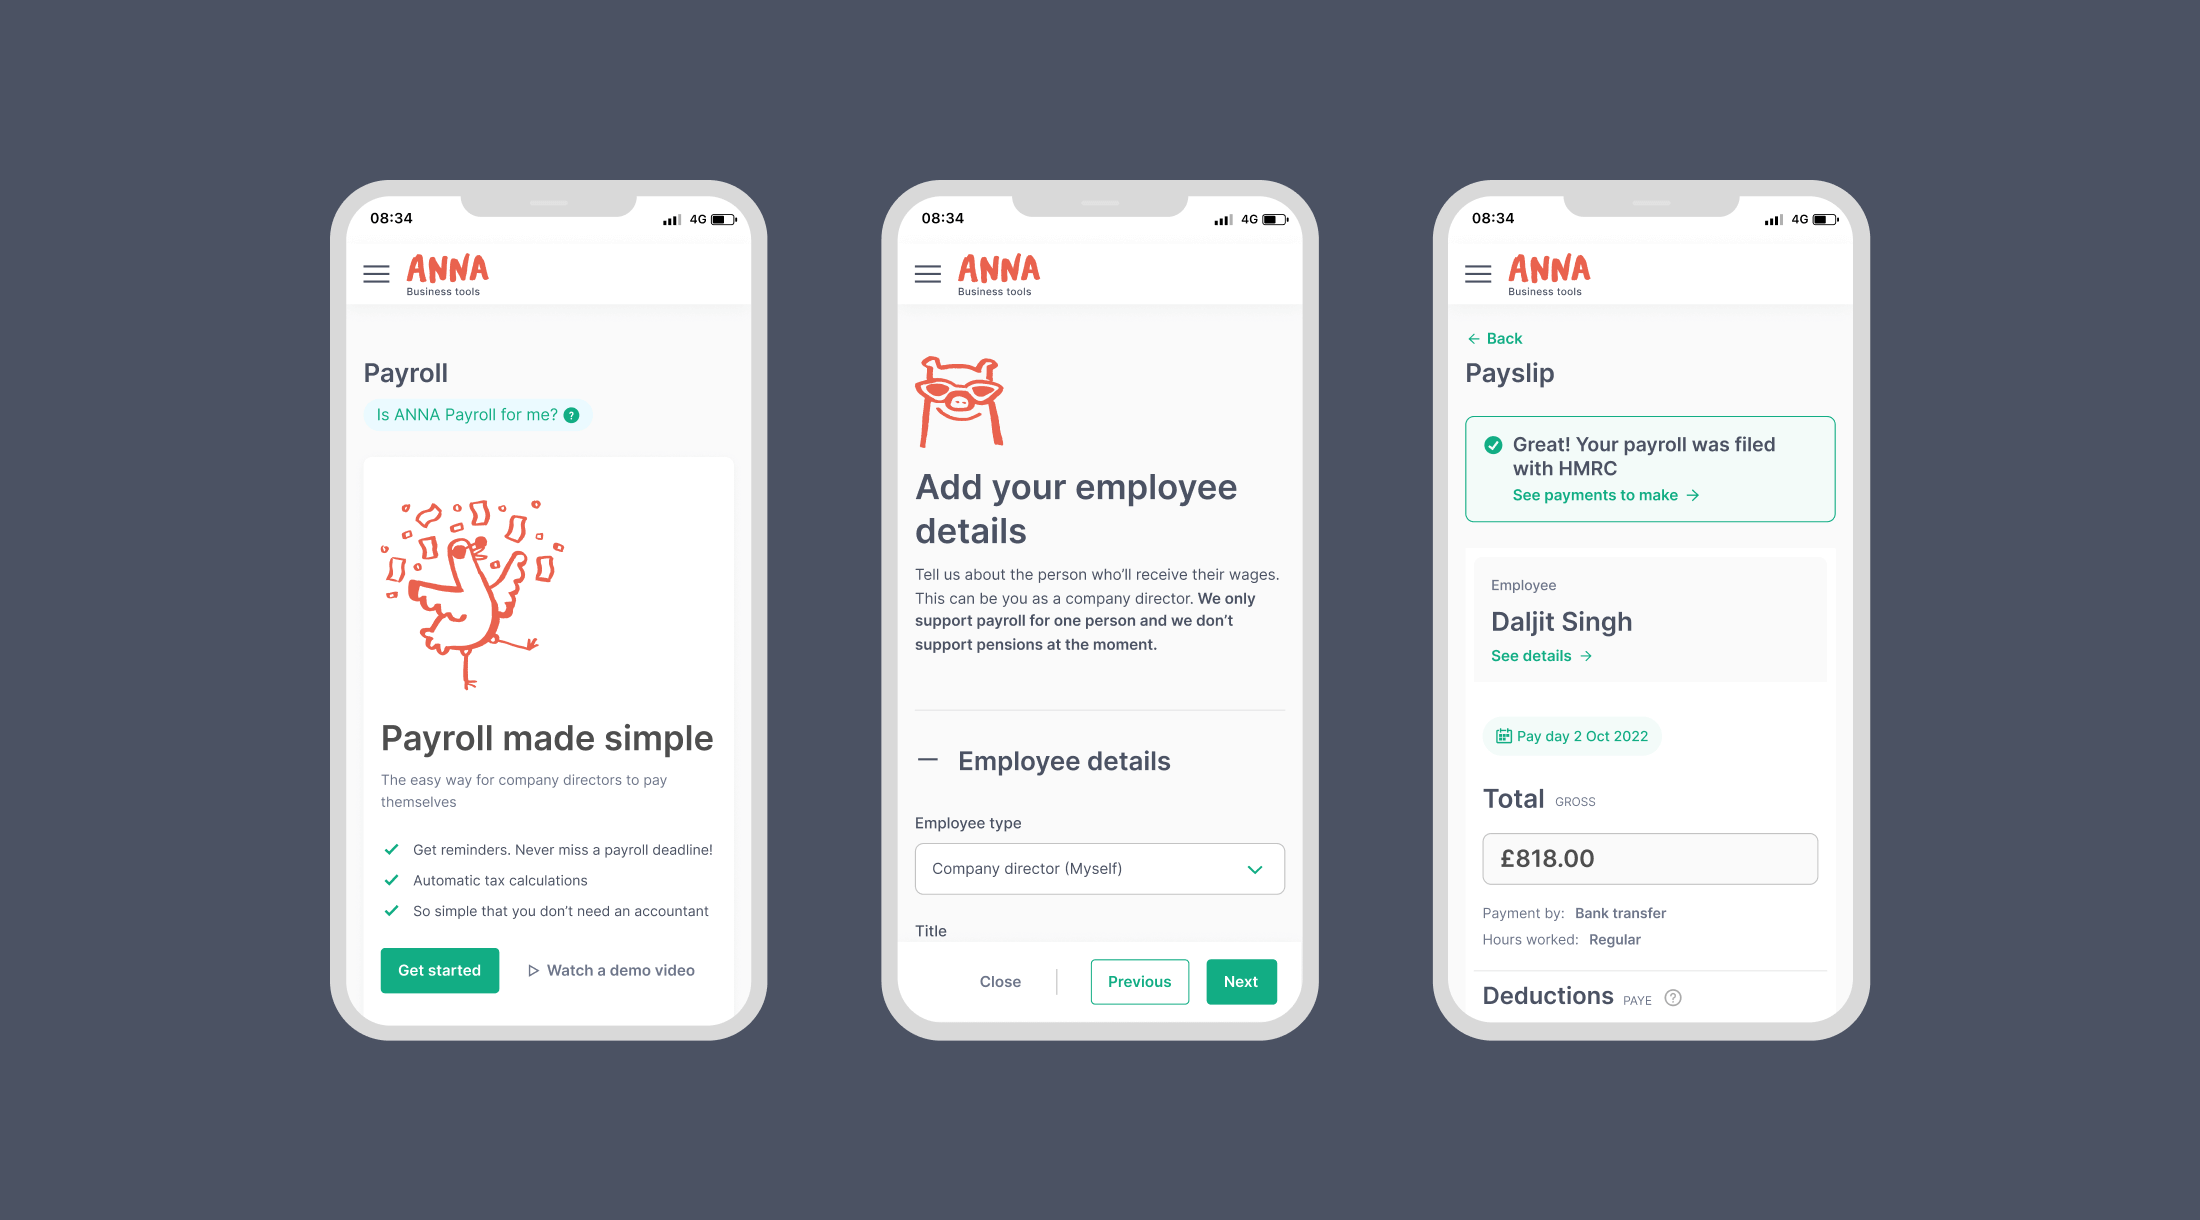 08:34
4G
ANNA
Business tools
Payroll
Is ANNA Payroll for me? ?
Payroll made simple
The easy way for company directors to pay
themselves
Get reminders. Never miss a payroll deadline!
Automatic tax calculations
So simple that you don’t need an accountant
Get started
Watch a demo video
08:34
4G
ANNA
Business tools
Add your employee
details
Tell us about the person who’ll receive their wages.
This can be you as a company director. We only
support payroll for one person and we don’t
support pensions at the moment.
Employee details
Employee type
Company director (Myself)
Title
Close
Previous
Next
08:34
4G
ANNA
Business tools
Back
Payslip
Great! Your payroll was filed
with HMRC
See payments to make
Employee
Daljit Singh
See details
Pay day 2 Oct 2022
Total GROSS
£818.00
Payment by: Bank transfer
Hours worked: Regular
Deductions PAYE ?